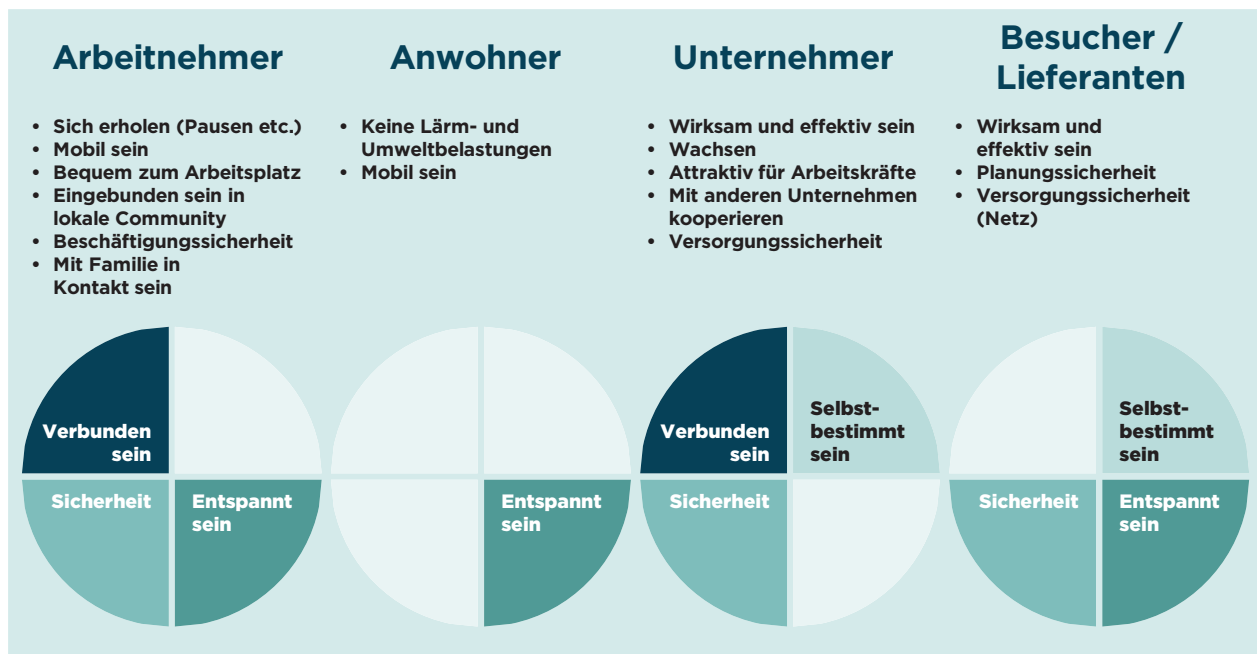 Arbeitnehmer
• Sich erholen (Pausen etc.)
• Mobil sein
• Bequem zum Arbeitsplatz
• Eingebunden sein in
lokale Community
• Beschäftigungssicherheit
• Mit Familie in
Kontakt sein
Verbunden
sein
Sicherheit
Entspannt
sein
Anwohner
• Keine Lärm- und
Umweltbelastungen
• Mobil sein
Entspannt
sein
Unternehmer
• Wirksam und effektiv sein
• Wachsen
• Attraktiv für Arbeitskräfte
• Mit anderen Unternehmen
kooperieren
• Versorgungssicherheit
Verbunden
sein
Selbst-
bestimmt
sein
Sicherheit
Besucher /
Lieferanten
• Wirksam und
effektiv sein
• Planungssicherheit
• Versorgungssicherheit
(Netz)
Selbst-
bestimmt
sein
Sicherheit
Entspannt
sein